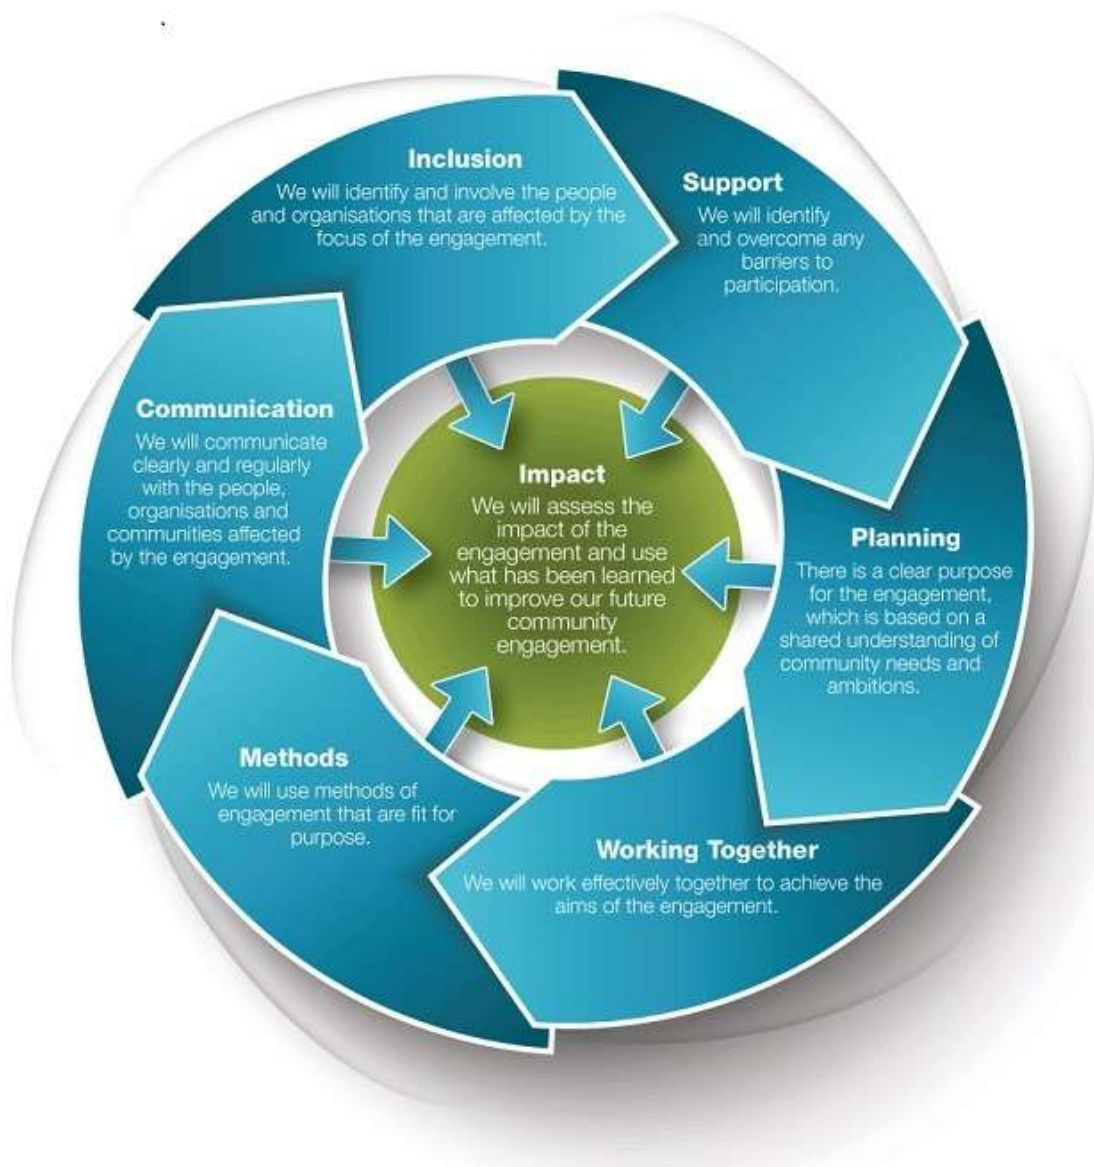 Inclusion
We will identify and involve the people
and organisations that are affected by the
focus of the engagement.
Support
We will identify
and overcome any
barriers to
participation.
Planning
There is a clear purpose
for the engagement,
which is based on a
shared understanding of
community needs and
ambitions.
Working Together
We will work effectively together to achieve the
aims of the engagement.
Methods
We will use methods of
engagement that are fit for
purpose.
Communication
We will communicate
clearly and regularly
with the people,
organisations and
communities affected
by the engagement.
Impact
We will assess the
impact of the
engagement and use
what has been learned
to improve our future
community
engagement.